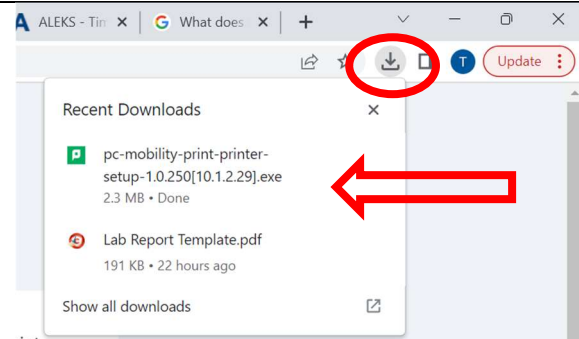 ALEKS - Tin
What does
T
Update
Recent Downloads
pc-mobility-print-printer-
setup-1.0.250[10.1.2.29].exe
2.3 MB • Done
Lab Report Template.pdf
191 KB • 22 hours ago
Show all downloads